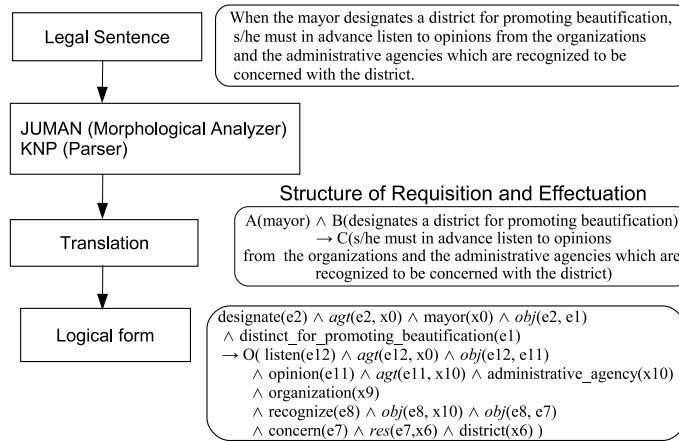 Legal Sentence
When the mayor designates a district for promoting beautification,
s/he must in advance listen to opinions from the organizations
and the administrative agencies which are recognized to be
concerned with the district.
JUMAN (Morphological Analyzer)
KNP (Parser)
Structure of Requisition and Effectuation
Translation
A(mayor) ∧ B(designates a district for promoting beautification)
→ C(s/he must in advance listen to opinions
from the organizations and the administrative agencies which are
recognized to be concerned with the district)
Logical form
designate(e2) ∧ agt(e2, x0) ∧ mayor(x0) ∧ obj(e2, e1)
∧ distinct_for_promoting_beautification(e1)
→ O( listen(e12) ∧ agt(e12, x0) ∧ obj(e12, e11)
∧ opinion(e11) ∧ agt(e11, x10) ∧ administrative_agency(x10)
∧ organization(x9)
∧ recognize(e8) ∧ obj(e8, x10) ∧ obj(e8, e7)
∧ concern(e7) ∧ res(e7,x6) ∧ district(x6) )